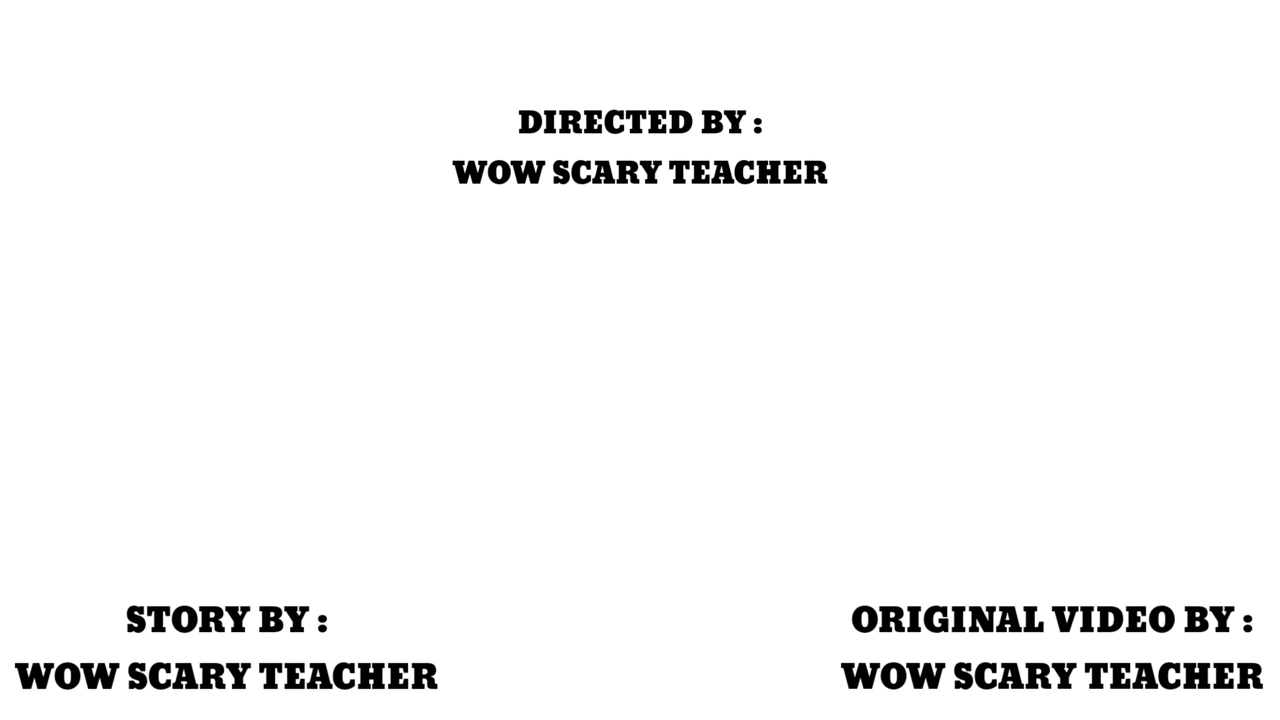 DIRECTED BY :
WOW SCARY TEACHER
STORY BY :
WOW SCARY TEACHER
ORIGINAL VIDEO BY :
WOW SCARY TEACHER